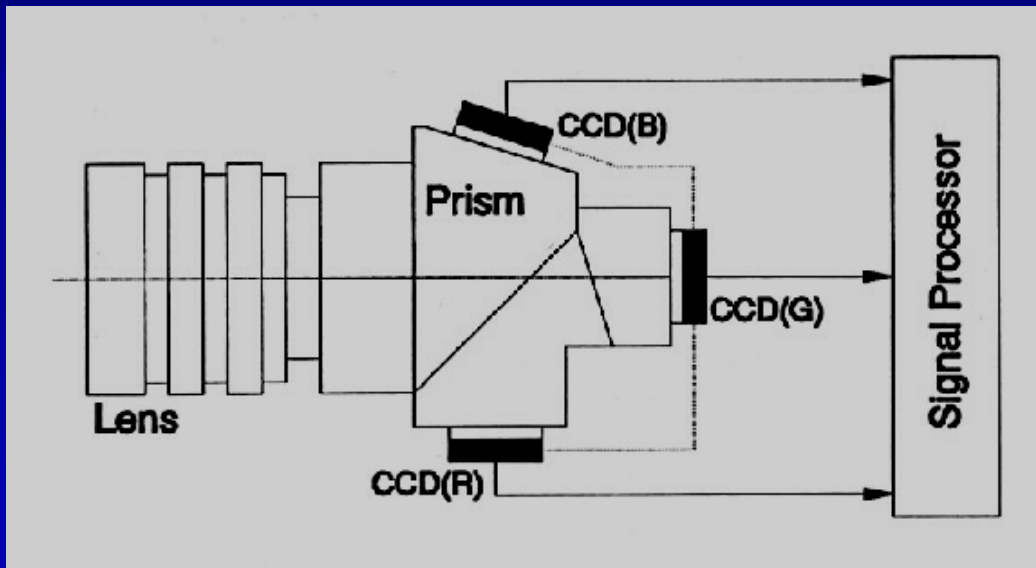 CCD(B)
Prism
CCD(G)
Lens
CCD(R)
Signal Processor